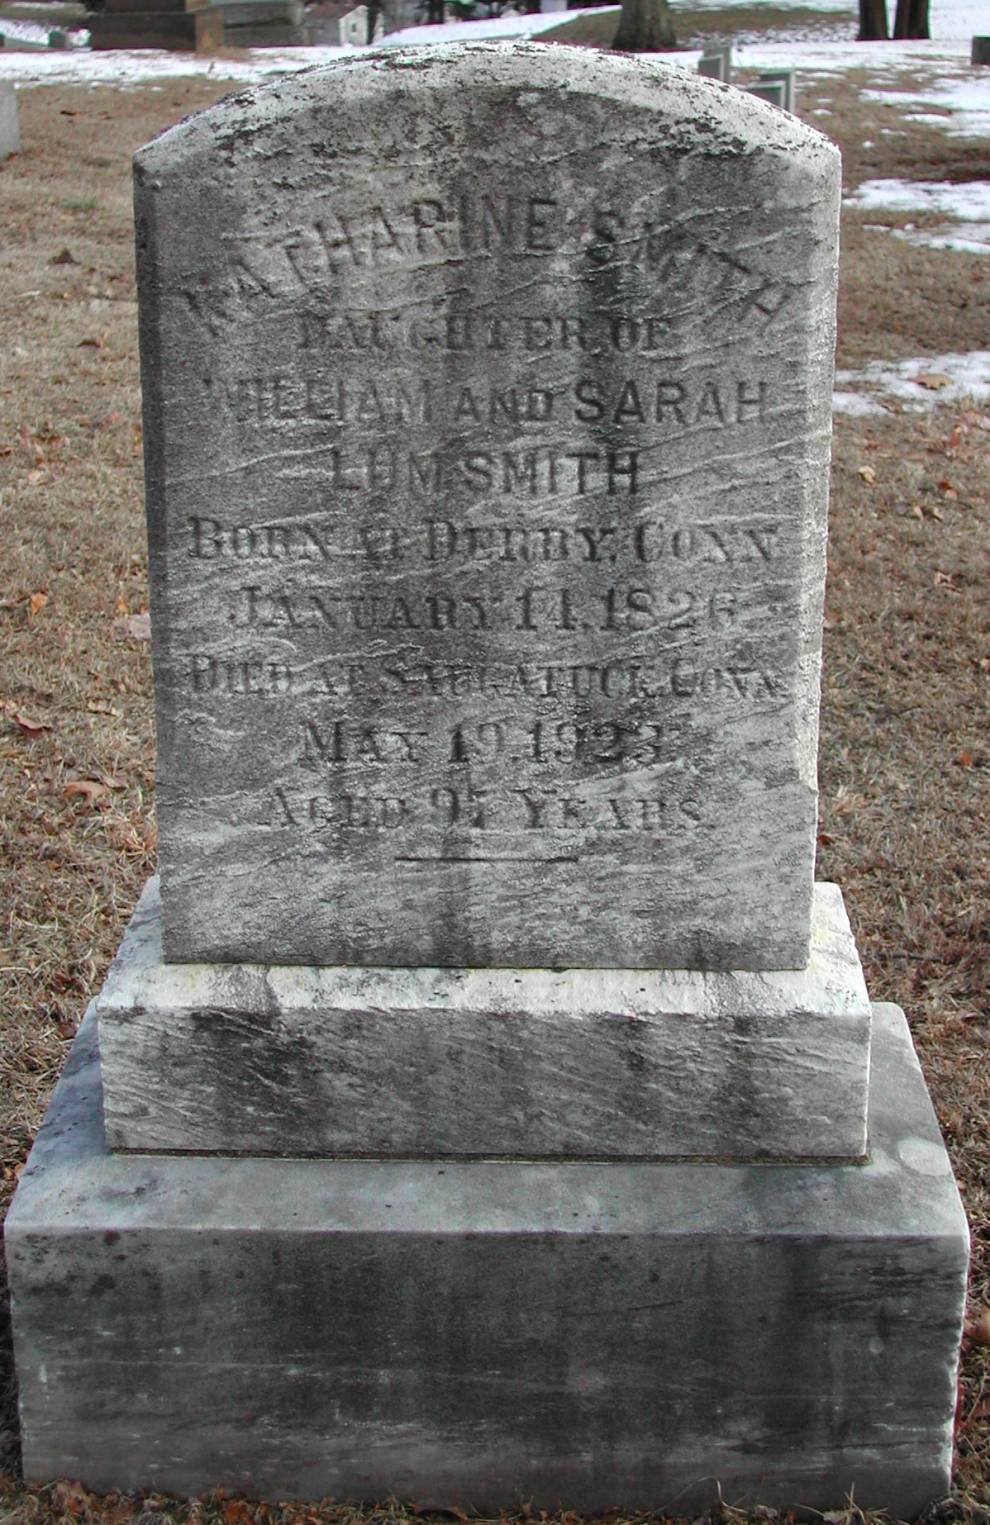 KATHARINE SMITH
DAUGHTER OF
WILLIAM AND SARAH
LUM SMITH
BORN AT DERBY, CONN
JANUARY 14, 1826
DIED AT SAUGATUCK, CONN
MAY 19, 1923
AGED 97 YEARS.